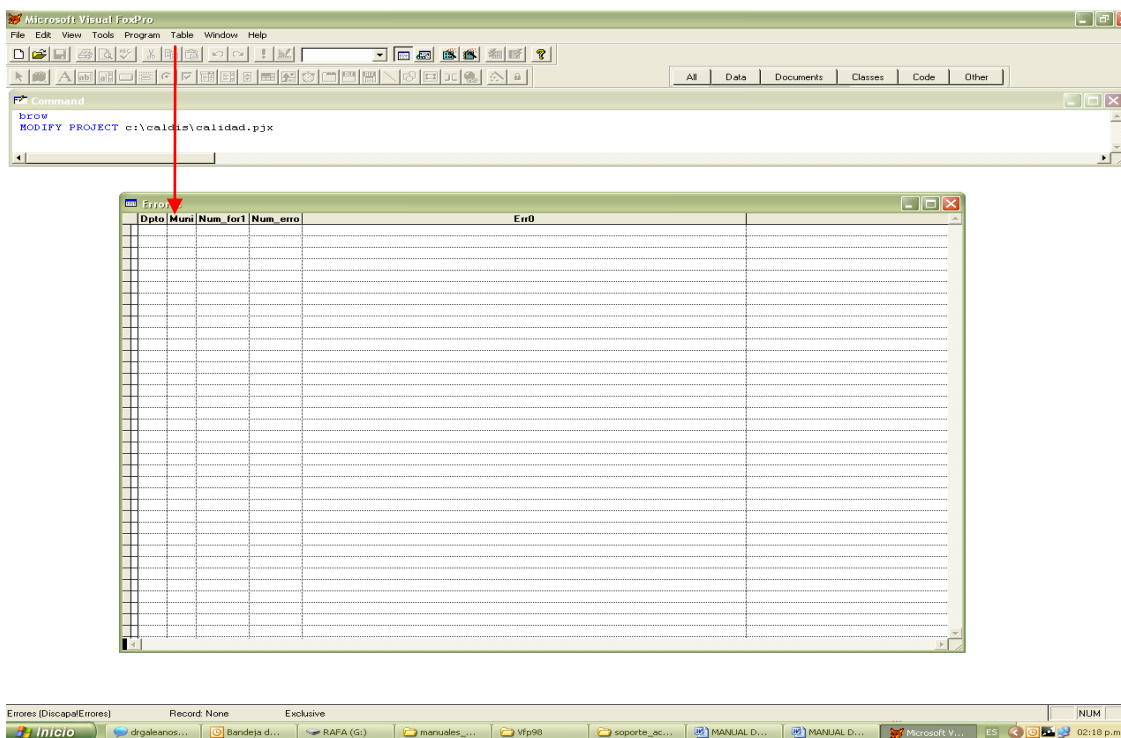 Microsoft Visual FoxPro
File Edit View Tools Program Table Window Help
All Data Documents Classes Code Other
Command
brow
MODIFY PROJECT c:\caldis\calidad.pjx
Dpto Muni Num_for1 Num_erro Err0
Errores (Discapa!Errores) Record: None Exclusive NUM
Inicio drgaleanos... Bandeja d... RAFA (G:) manuales_... Vfp98 soporte_ac... MANUAL D... MANUAL D... Microsoft V... ES 02:18 p.m